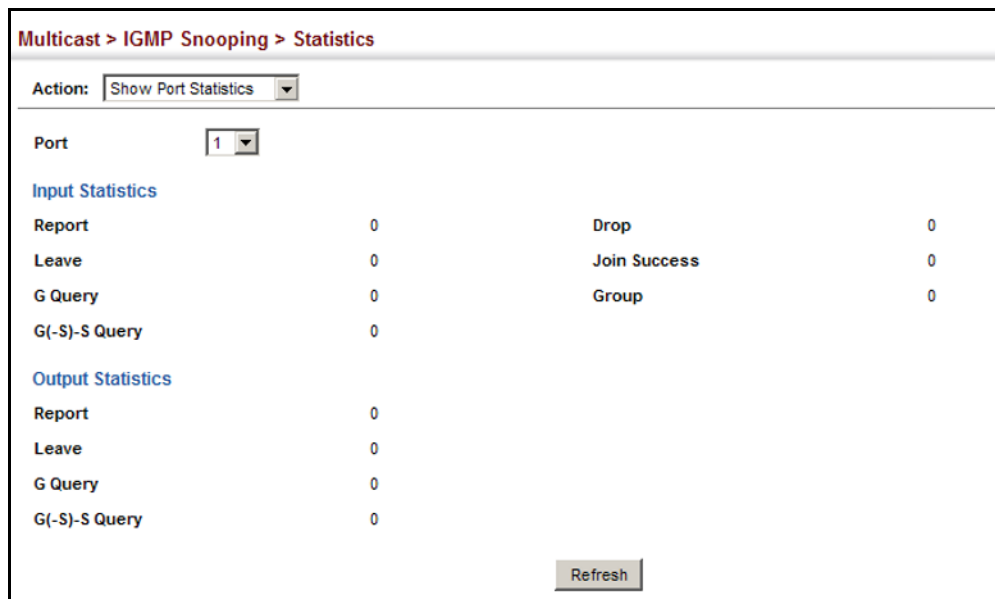 Multicast > IGMP Snooping > Statistics
Action: Show Port Statistics
Port 1
Input Statistics
Report 0 Drop 0
Leave 0 Join Success 0
G Query 0 Group 0
G(-S)-S Query 0
Output Statistics
Report 0
Leave 0
G Query 0
G(-S)-S Query 0
Refresh